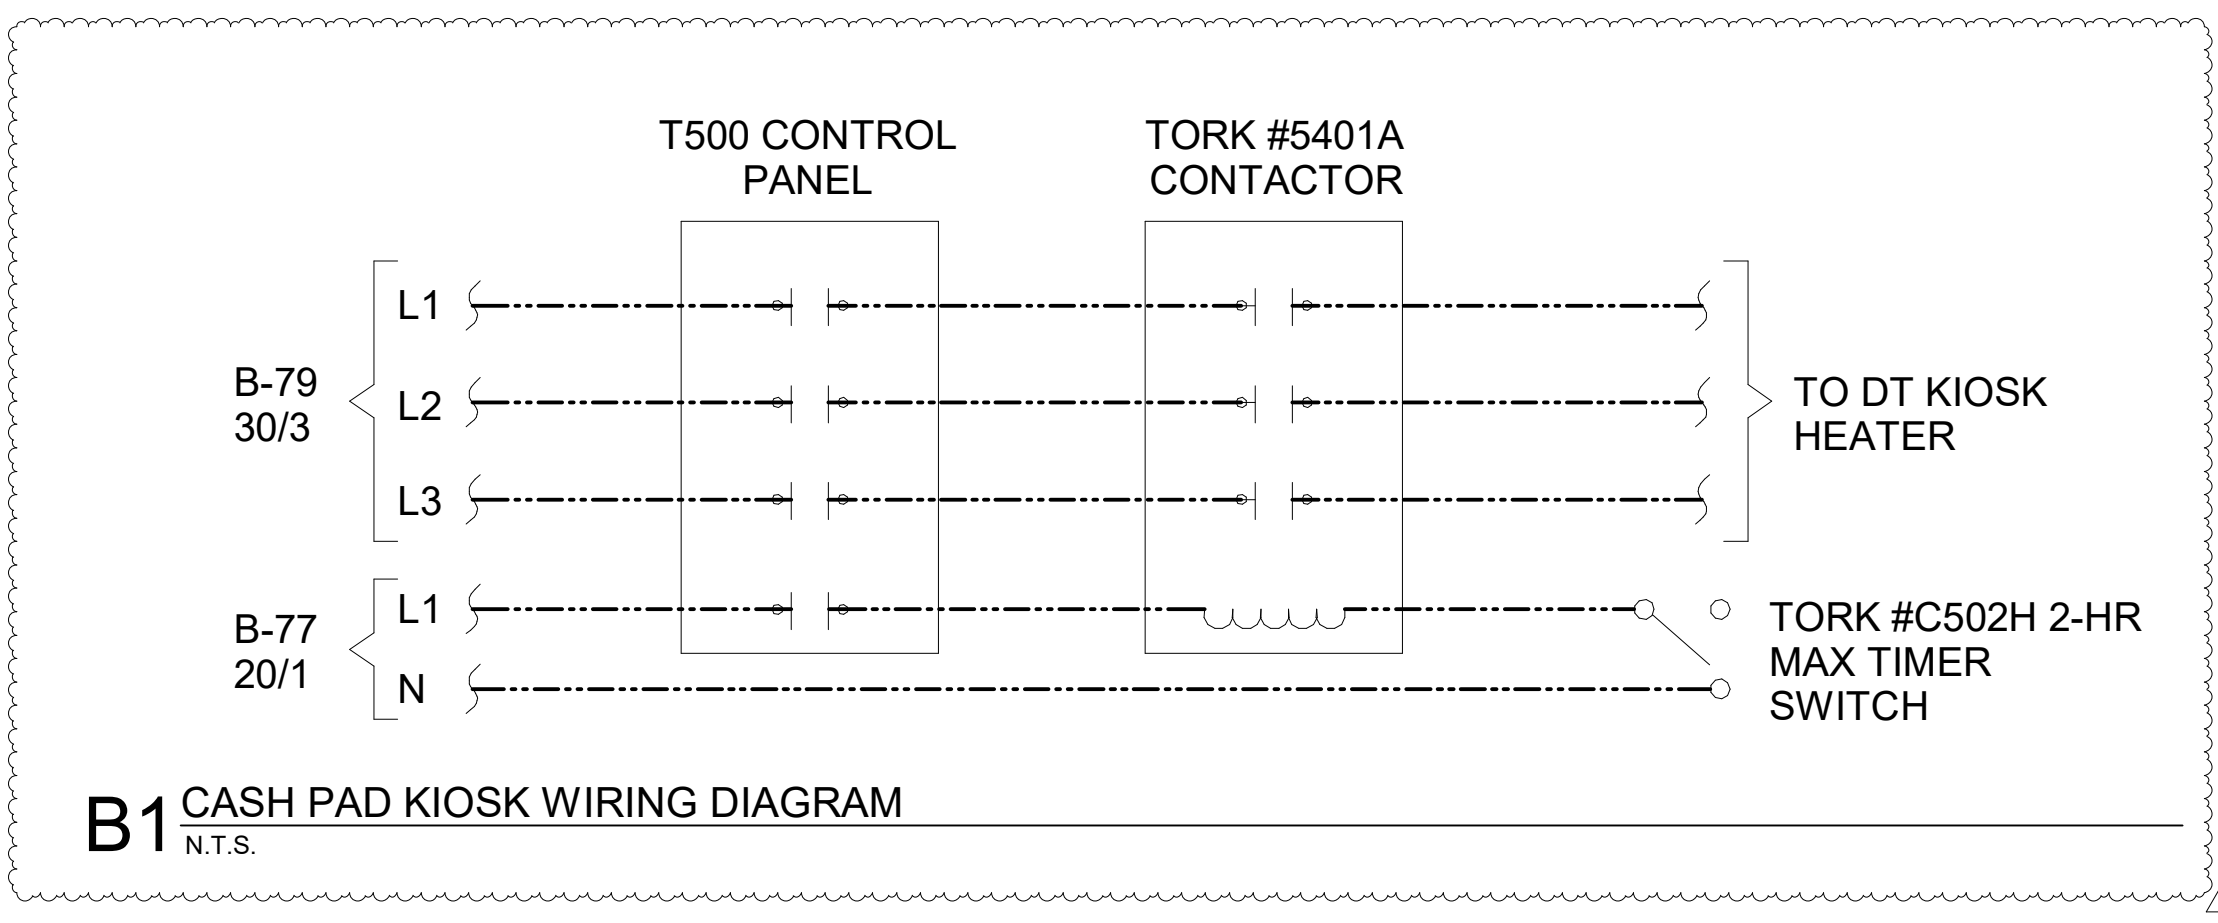 T500 CONTROL
PANEL
TORK #5401A
CONTACTOR
B-79
30/3
L1
L2
L3
TO DT KIOSK
HEATER
B-77
20/1
L1
N
TORK #C502H 2-HR
MAX TIMER
SWITCH
B1
CASH PAD KIOSK WIRING DIAGRAM
N.T.S.